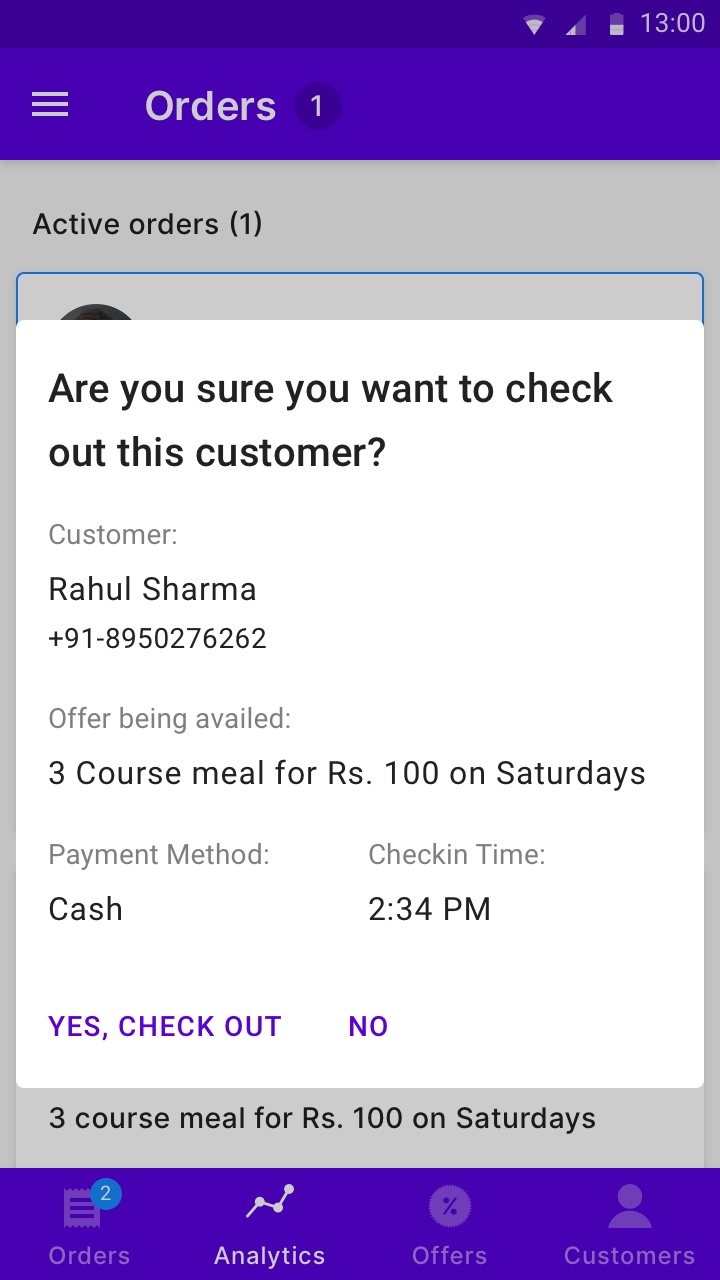 13:00
Orders 1
Active orders (1)
Are you sure you want to check
out this customer?
Customer:
Rahul Sharma
+91-8950276262
Offer being availed:
3 Course meal for Rs. 100 on Saturdays
Payment Method: Checkin Time:
Cash 2:34 PM
YES, CHECK OUT NO
3 course meal for Rs. 100 on Saturdays
2 %
Orders Analytics Offers Customers